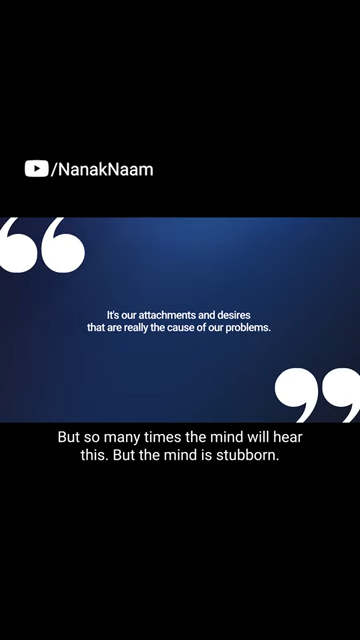 /NanakNaam
“
It's our attachments and desires
that are really the cause of our problems.
”
But so many times the mind will hear
this. But the mind is stubborn.